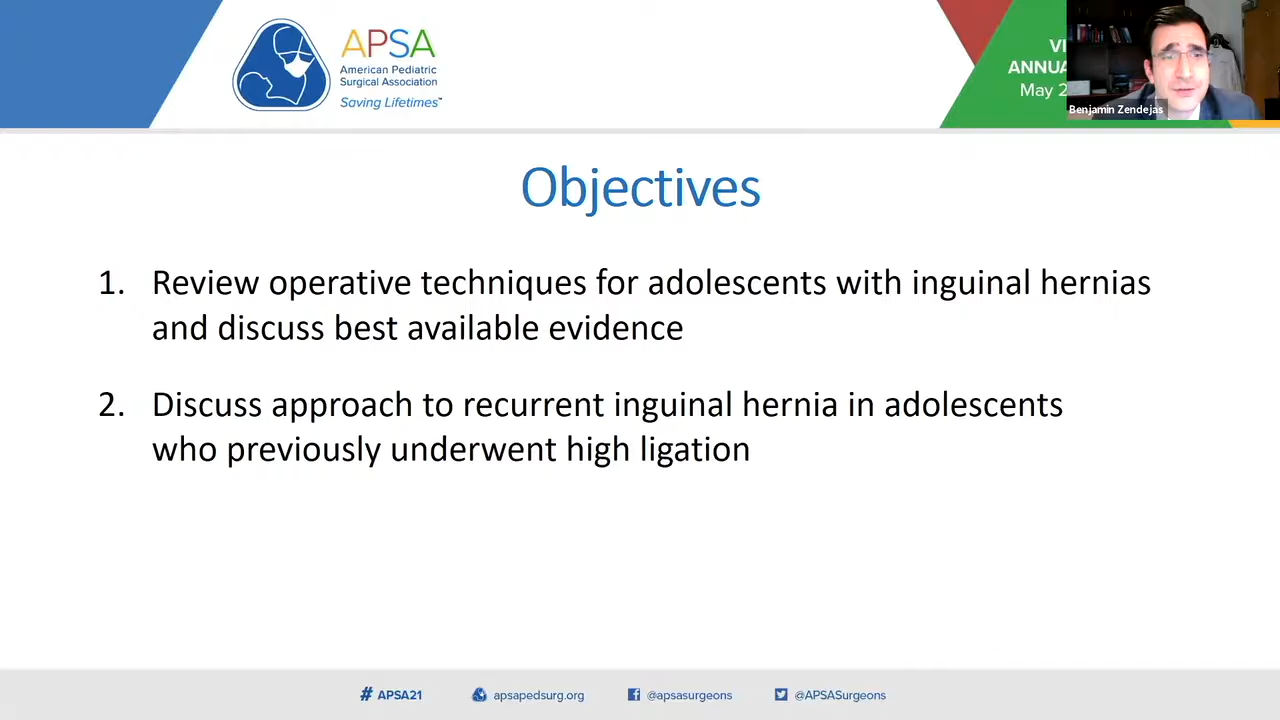 APSA
American Pediatric
Surgical Association
Saving Lifetimes™
ANNUA
May 2
Benjamin Zendejas
Objectives
1. Review operative techniques for adolescents with inguinal hernias
and discuss best available evidence
2. Discuss approach to recurrent inguinal hernia in adolescents
who previously underwent high ligation
# APSA21
apsapedsurg.org
@apsasurgeons
@APSASurgeons